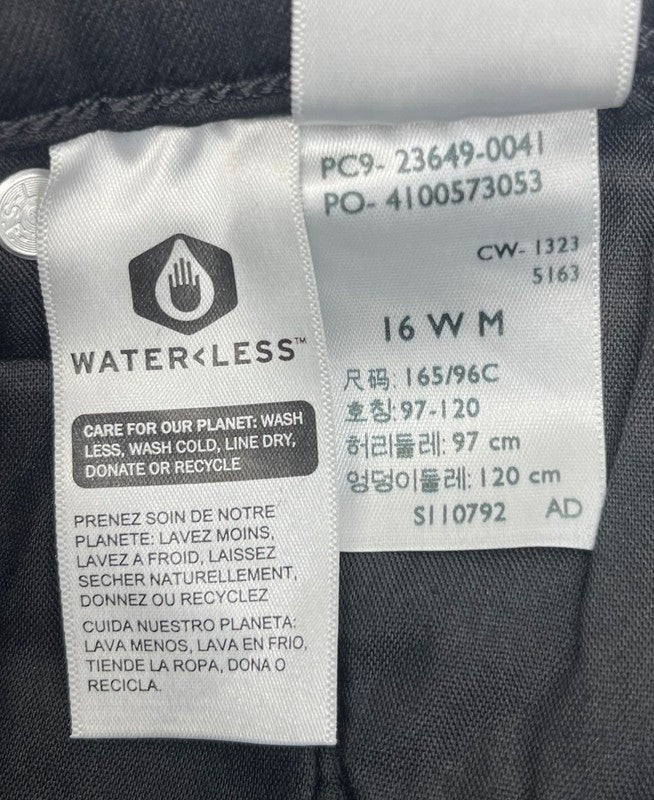 WATER<LESS™
CARE FOR OUR PLANET: WASH
LESS, WASH COLD, LINE DRY,
DONATE OR RECYCLE
PRENEZ SOIN DE NOTRE
PLANETE: LAVEZ MOINS,
LAVEZ A FROID, LAISSEZ
SECHER NATURELLEMENT,
DONNEZ OU RECYCLEZ
CUIDA NUESTRO PLANETA:
LAVA MENOS, LAVA EN FRIO,
TIENDE LA ROPA, DONA O
RECICLA.
PC9- 23649-0041
PO- 4100573053
CW- 1323
5163
16 W M
尺码: 165/96C
호칭: 97-120
허리둘레: 97 cm
엉덩이둘레: 120 cm
S110792 AD